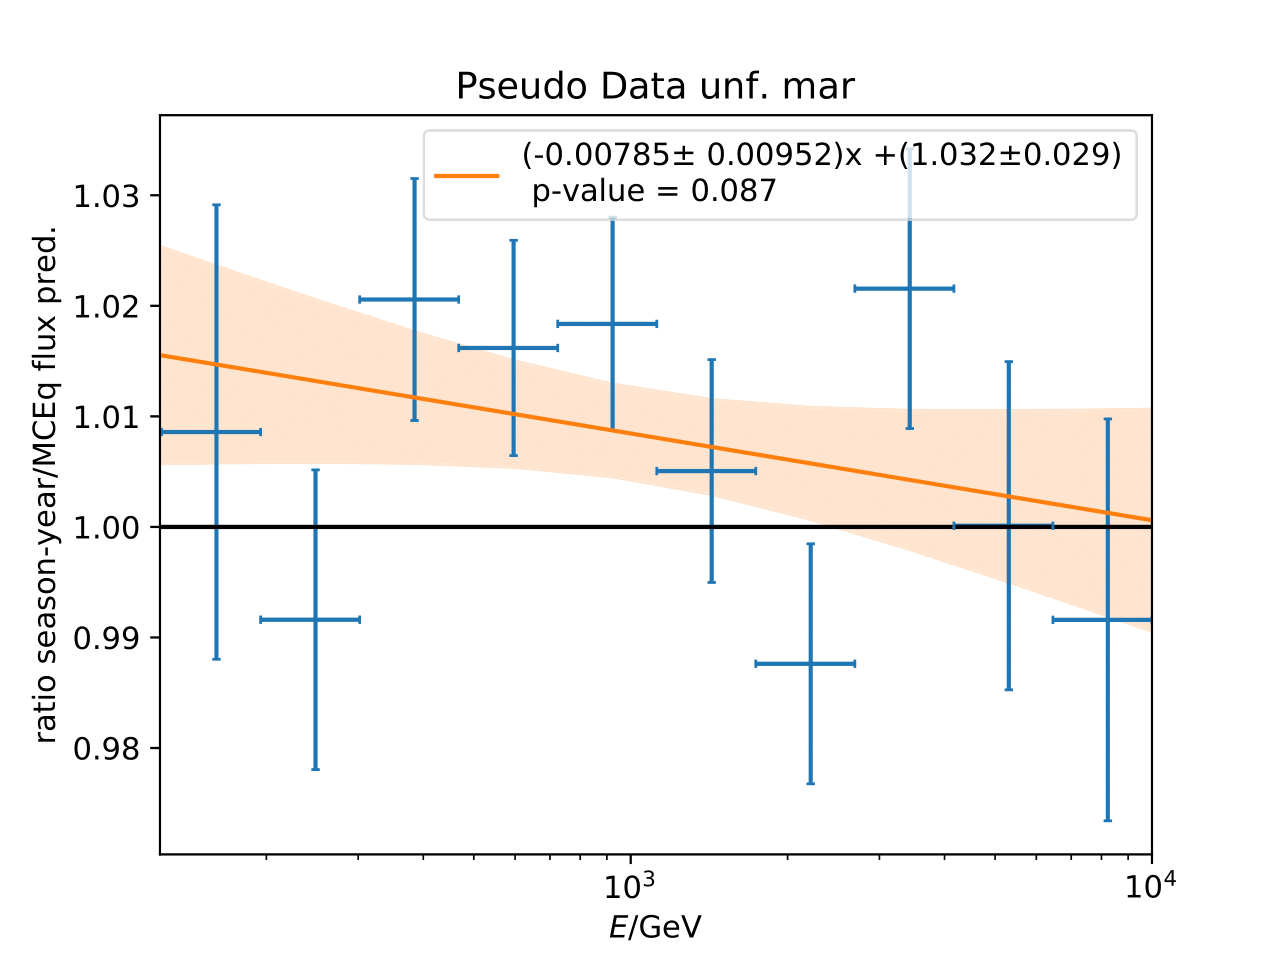 Pseudo Data unf. mar
(-0.00785± 0.00952)x +(1.032±0.029)
p-value = 0.087
ratio season-year/MCEq flux pred.
1.03
1.02
1.01
1.00
0.99
0.98
10³
10⁴
E/GeV